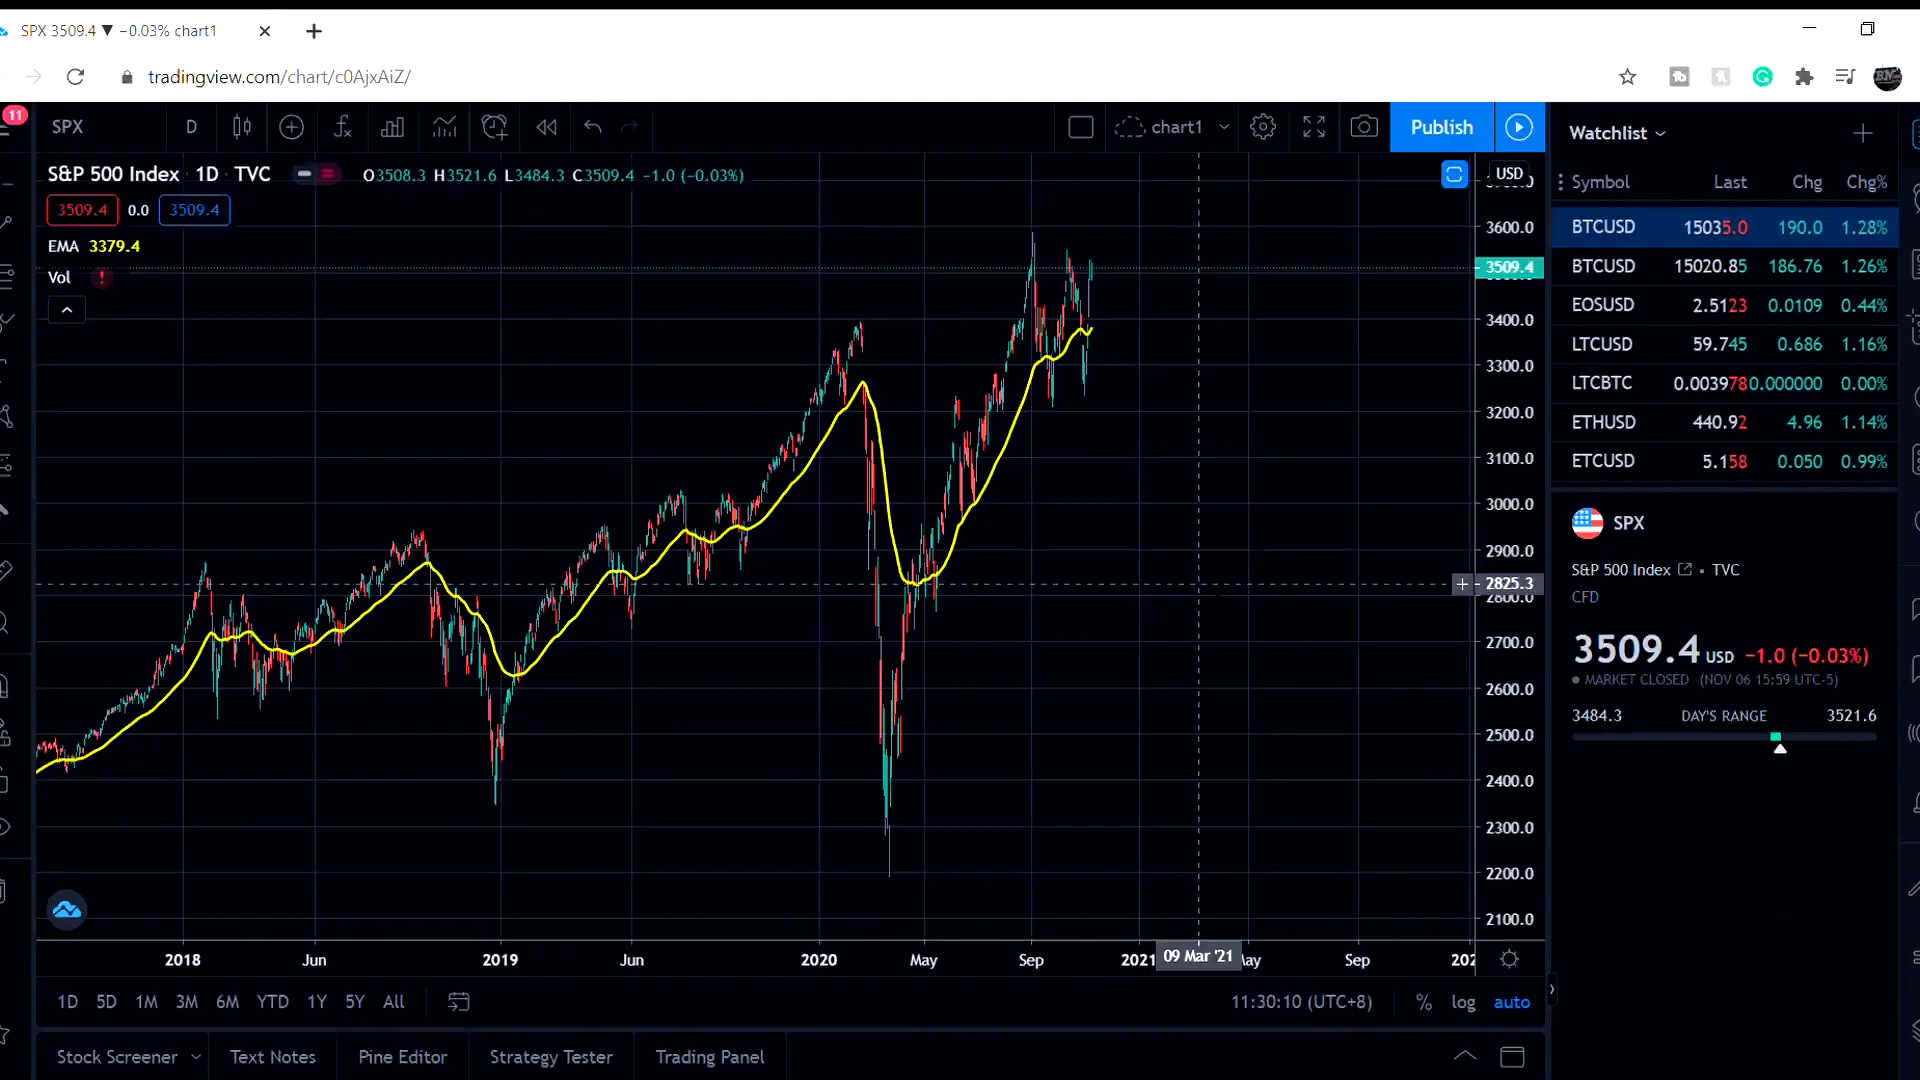 SPX 3509.4 ▼ −0.03% chart1
tradingview.com/chart/c0AjxAiZ/
11
SPX D chart1 Publish
S&P 500 Index · 1D · TVC O3508.3 H3521.6 L3484.3 C3509.4 −1.0 (−0.03%)
3509.4 0.0 3509.4
EMA 3379.4
Vol !
USD
3600.0
3509.4
3400.0
3300.0
3200.0
3100.0
3000.0
2900.0
2825.3
2800.0
2700.0
2600.0
2500.0
2400.0
2300.0
2200.0
2100.0
2018 Jun 2019 Jun 2020 May Sep 2021 09 Mar '21 Sep
1D 5D 1M 3M 6M YTD 1Y 5Y All 11:30:10 (UTC+8) % log auto
Stock Screener Text Notes Pine Editor Strategy Tester Trading Panel
Watchlist
Symbol Last Chg Chg%
BTCUSD 15035.0 190.0 1.28%
BTCUSD 15020.85 186.76 1.26%
EOSUSD 2.5123 0.0109 0.44%
LTCUSD 59.745 0.686 1.16%
LTCBTC 0.003978 0.000000 0.00%
ETHUSD 440.92 4.96 1.14%
ETCUSD 5.158 0.050 0.99%
SPX
S&P 500 Index • TVC
CFD
3509.4 USD −1.0 (−0.03%)
MARKET CLOSED (NOV 06 15:59 UTC-5)
3484.3 DAY'S RANGE 3521.6